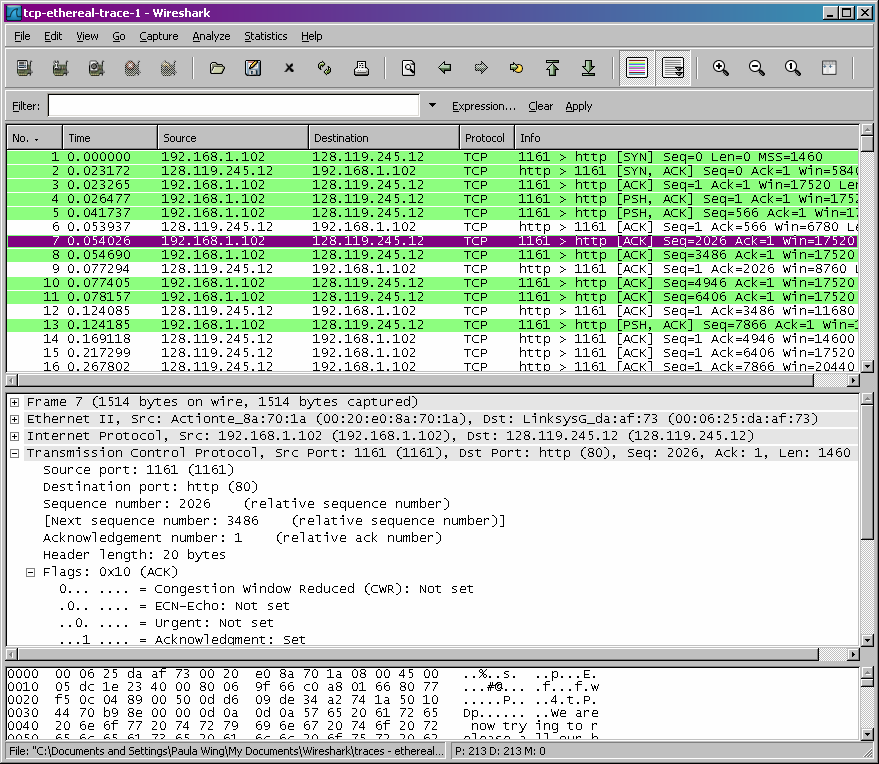 tcp-ethereal-trace-1 - Wireshark
File Edit View Go Capture Analyze Statistics Help
Filter: Expression... Clear Apply
No. - Time Source Destination Protocol Info
1 0.000000 192.168.1.102 128.119.245.12 TCP 1161 > http [SYN] Seq=0 Len=0 MSS=1460
2 0.023172 128.119.245.12 192.168.1.102 TCP http > 1161 [SYN, ACK] Seq=0 Ack=1 Win=5840
3 0.023265 192.168.1.102 128.119.245.12 TCP 1161 > http [ACK] Seq=1 Ack=1 Win=17520 Len
4 0.026477 192.168.1.102 128.119.245.12 TCP 1161 > http [PSH, ACK] Seq=1 Ack=1 Win=1752
5 0.041737 192.168.1.102 128.119.245.12 TCP 1161 > http [PSH, ACK] Seq=566 Ack=1 Win=17
6 0.053937 128.119.245.12 192.168.1.102 TCP http > 1161 [ACK] Seq=1 Ack=566 Win=6780 Le
7 0.054026 192.168.1.102 128.119.245.12 TCP 1161 > http [ACK] Seq=2026 Ack=1 Win=17520
8 0.054690 192.168.1.102 128.119.245.12 TCP 1161 > http [ACK] Seq=3486 Ack=1 Win=17520
9 0.077294 128.119.245.12 192.168.1.102 TCP http > 1161 [ACK] Seq=1 Ack=2026 Win=8760 L
10 0.077405 192.168.1.102 128.119.245.12 TCP 1161 > http [ACK] Seq=4946 Ack=1 Win=17520
11 0.078157 192.168.1.102 128.119.245.12 TCP 1161 > http [ACK] Seq=6406 Ack=1 Win=17520
12 0.124085 128.119.245.12 192.168.1.102 TCP http > 1161 [ACK] Seq=1 Ack=3486 Win=11680
13 0.124185 192.168.1.102 128.119.245.12 TCP 1161 > http [PSH, ACK] Seq=7866 Ack=1 Win=1
14 0.169118 128.119.245.12 192.168.1.102 TCP http > 1161 [ACK] Seq=1 Ack=4946 Win=14600
15 0.217299 128.119.245.12 192.168.1.102 TCP http > 1161 [ACK] Seq=1 Ack=6406 Win=17520
16 0.267802 128.119.245.12 192.168.1.102 TCP http > 1161 [ACK] Seq=1 Ack=7866 Win=20440
Frame 7 (1514 bytes on wire, 1514 bytes captured)
Ethernet II, Src: Actionte_8a:70:1a (00:20:e0:8a:70:1a), Dst: LinksysG_da:af:73 (00:06:25:da:af:73)
Internet Protocol, Src: 192.168.1.102 (192.168.1.102), Dst: 128.119.245.12 (128.119.245.12)
Transmission Control Protocol, Src Port: 1161 (1161), Dst Port: http (80), Seq: 2026, Ack: 1, Len: 1460
Source port: 1161 (1161)
Destination port: http (80)
Sequence number: 2026 (relative sequence number)
[Next sequence number: 3486 (relative sequence number)]
Acknowledgement number: 1 (relative ack number)
Header length: 20 bytes
Flags: 0x10 (ACK)
0... .... = Congestion Window Reduced (CWR): Not set
.0.. .... = ECN-Echo: Not set
..0. .... = Urgent: Not set
...1 .... = Acknowledgment: Set
0000 00 06 25 da af 73 00 20 e0 8a 70 1a 08 00 45 00 ..%..s. ..p...E.
0010 05 dc 1e 23 40 00 80 06 9f 66 c0 a8 01 66 80 77 ...#@... .f...f.w
0020 f5 0c 04 89 00 50 0d d6 09 de 34 a2 74 1a 50 10 .....P.. ..4.t.P.
0030 44 70 b9 8e 00 00 0d 0a 0d 0a 57 65 20 61 72 65 Dp...... ..We are
0040 20 6e 6f 77 20 74 72 79 69 6e 67 20 74 6f 20 72 now try ing to r
File: "C:\Documents and Settings\Paula Wing\My Documents\Wireshark\traces - ethereal... P: 213 D: 213 M: 0